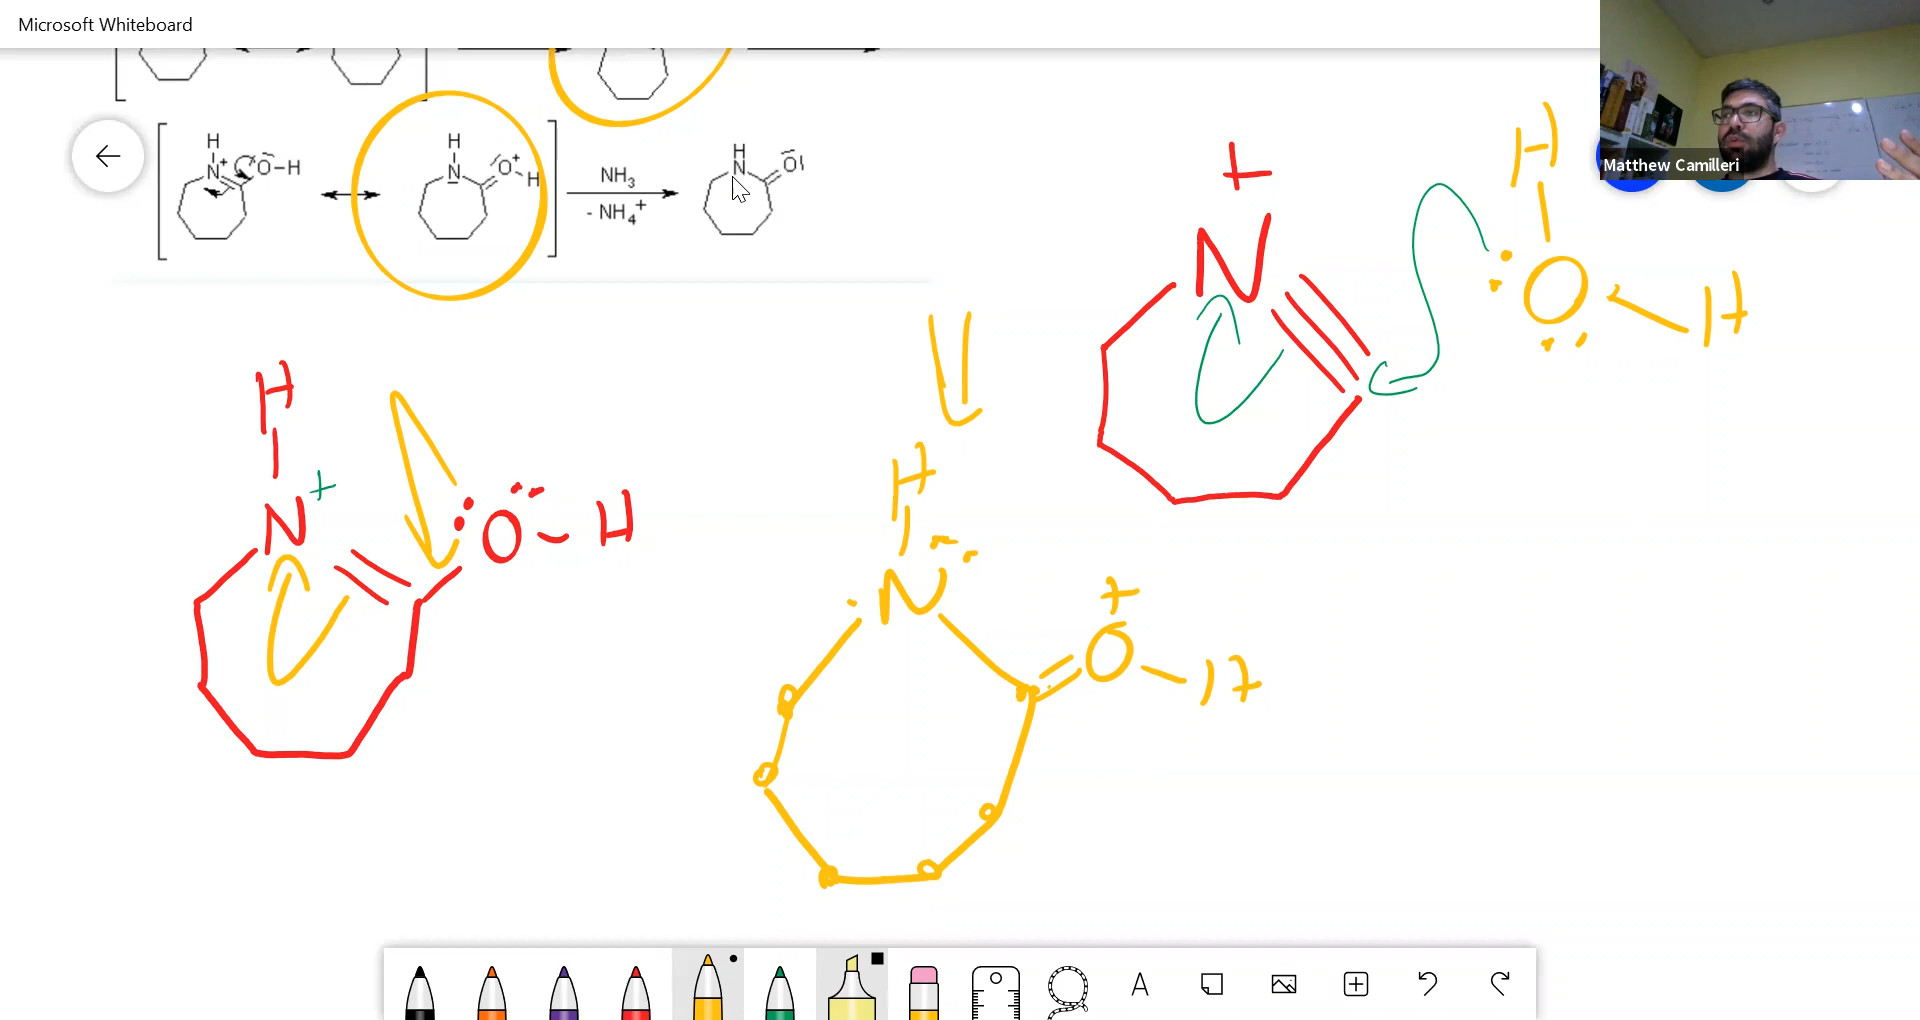 Microsoft Whiteboard
Matthew Camilleri
H
N+ O-H
H
N O+ H
NH3
- NH4+
H
N O
+
N
H
O H
H
N+
O H
H
N
+
O H
A